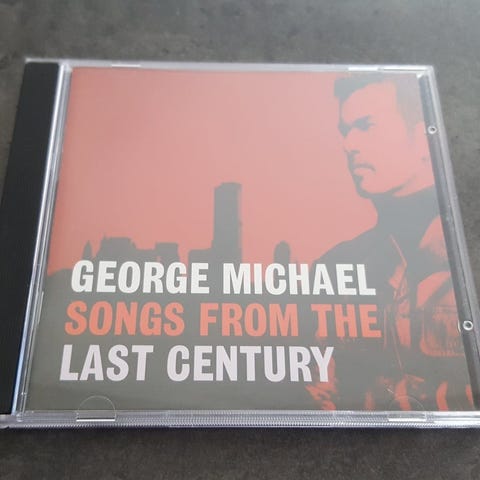 GEORGE MICHAEL
SONGS FROM THE
LAST CENTURY